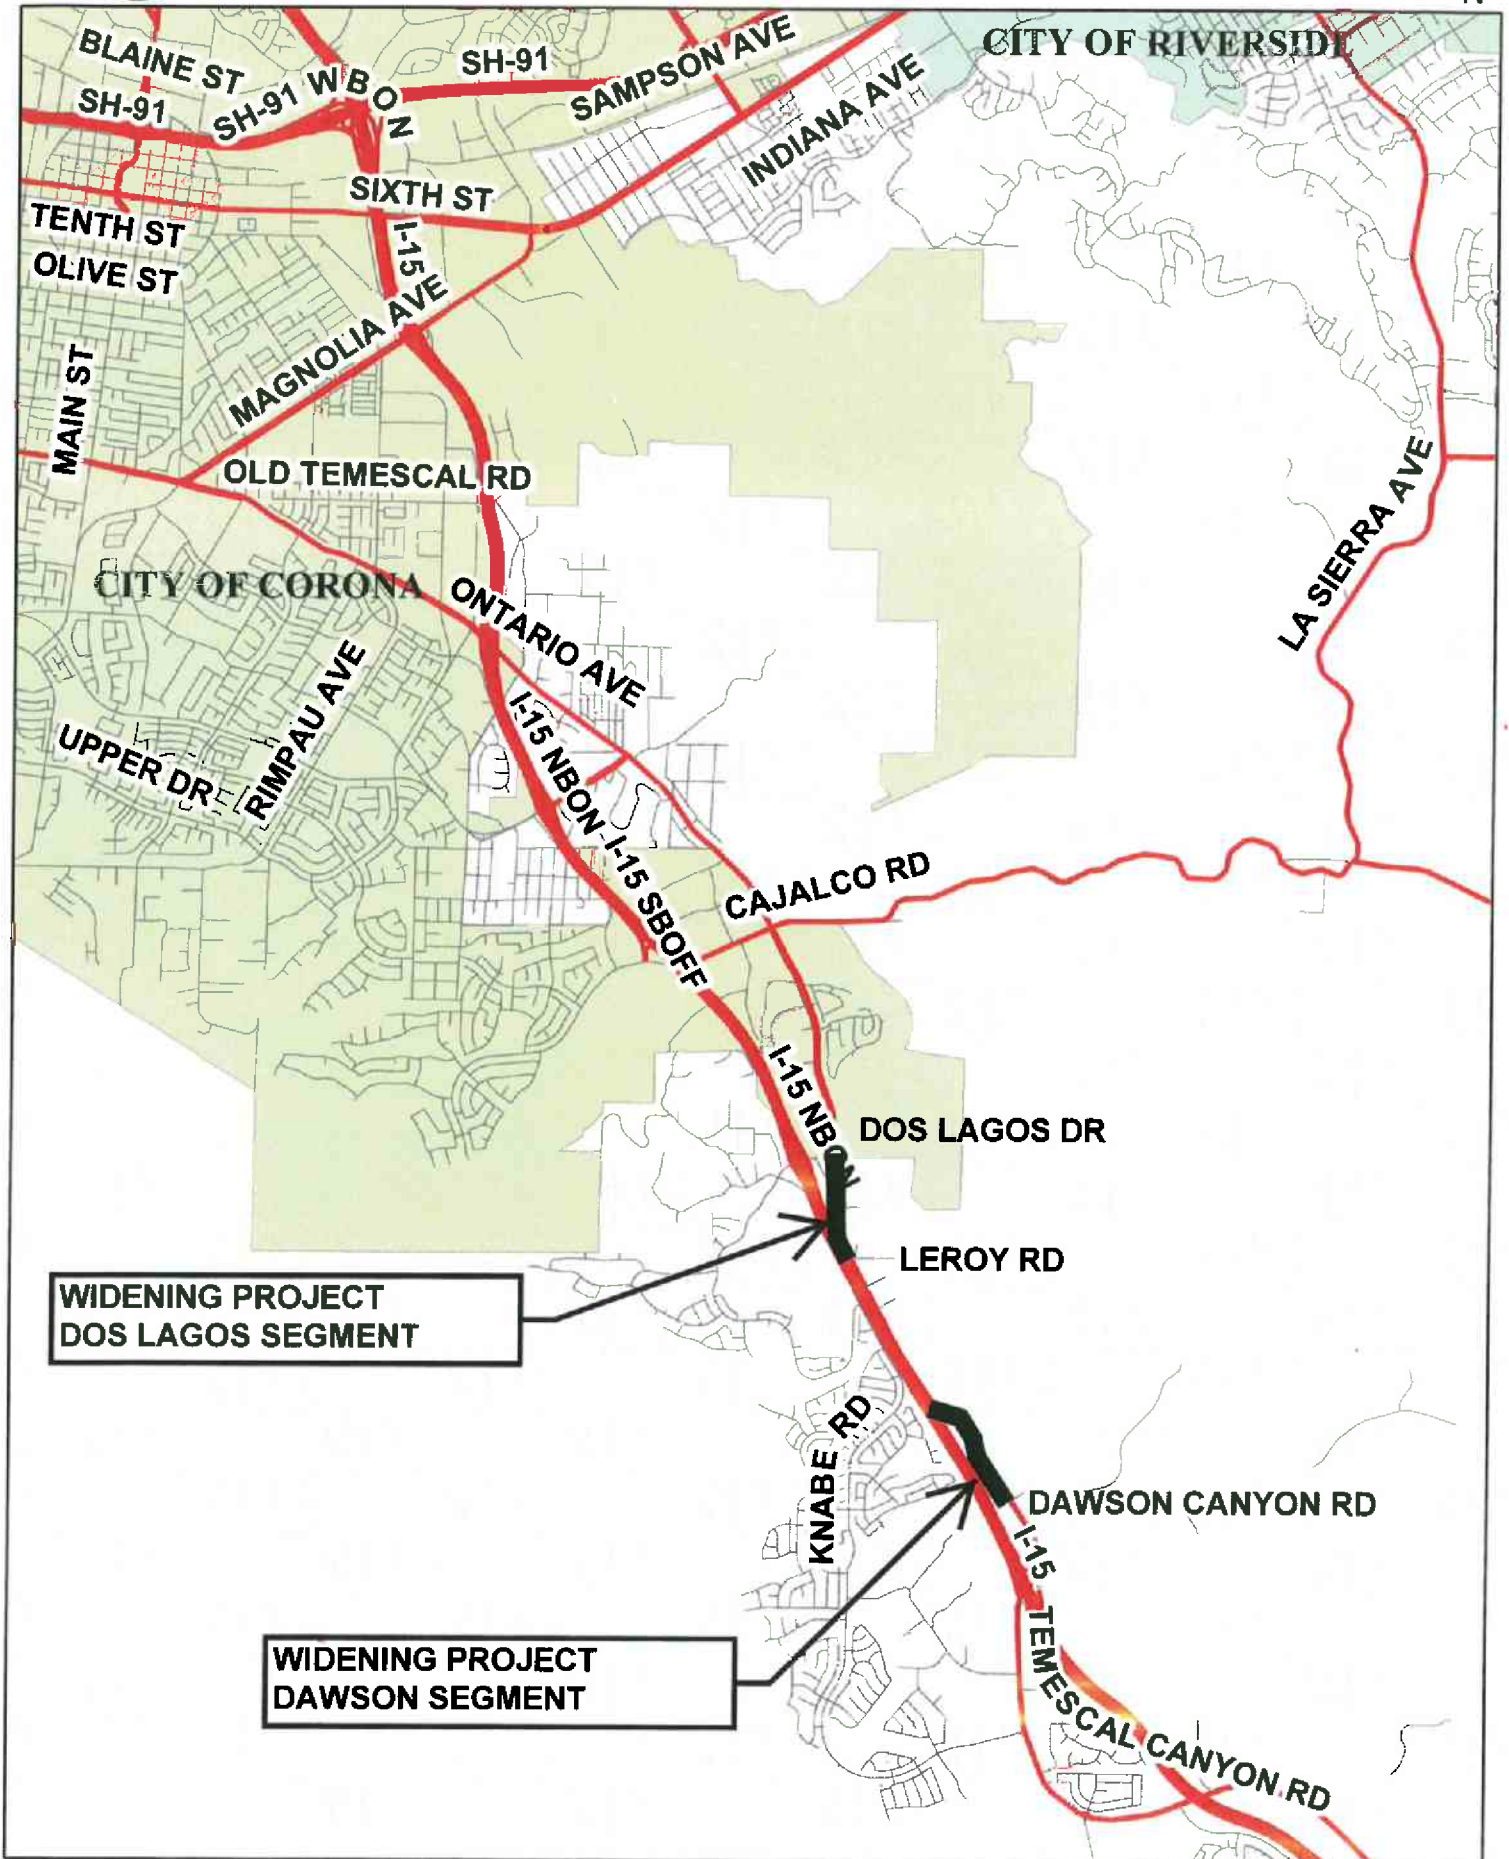 N
BLAINE ST
SH-91
SAMPSON AVE
CITY OF RIVERSIDE
SH-91
SH-91 WBON
INDIANA AVE
SIXTH ST
TENTH ST
I-15
OLIVE ST
MAGNOLIA AVE
MAIN ST
OLD TEMESCAL RD
LA SIERRA AVE
CITY OF CORONA
ONTARIO AVE
RIMPAU AVE
UPPER DR
I-15 NBON
I-15 SBOFF
CAJALCO RD
I-15 NBON
DOS LAGOS DR
LEROY RD
WIDENING PROJECT
DOS LAGOS SEGMENT
KNABE RD
DAWSON CANYON RD
I-15
WIDENING PROJECT
DAWSON SEGMENT
TEMESCAL CANYON RD